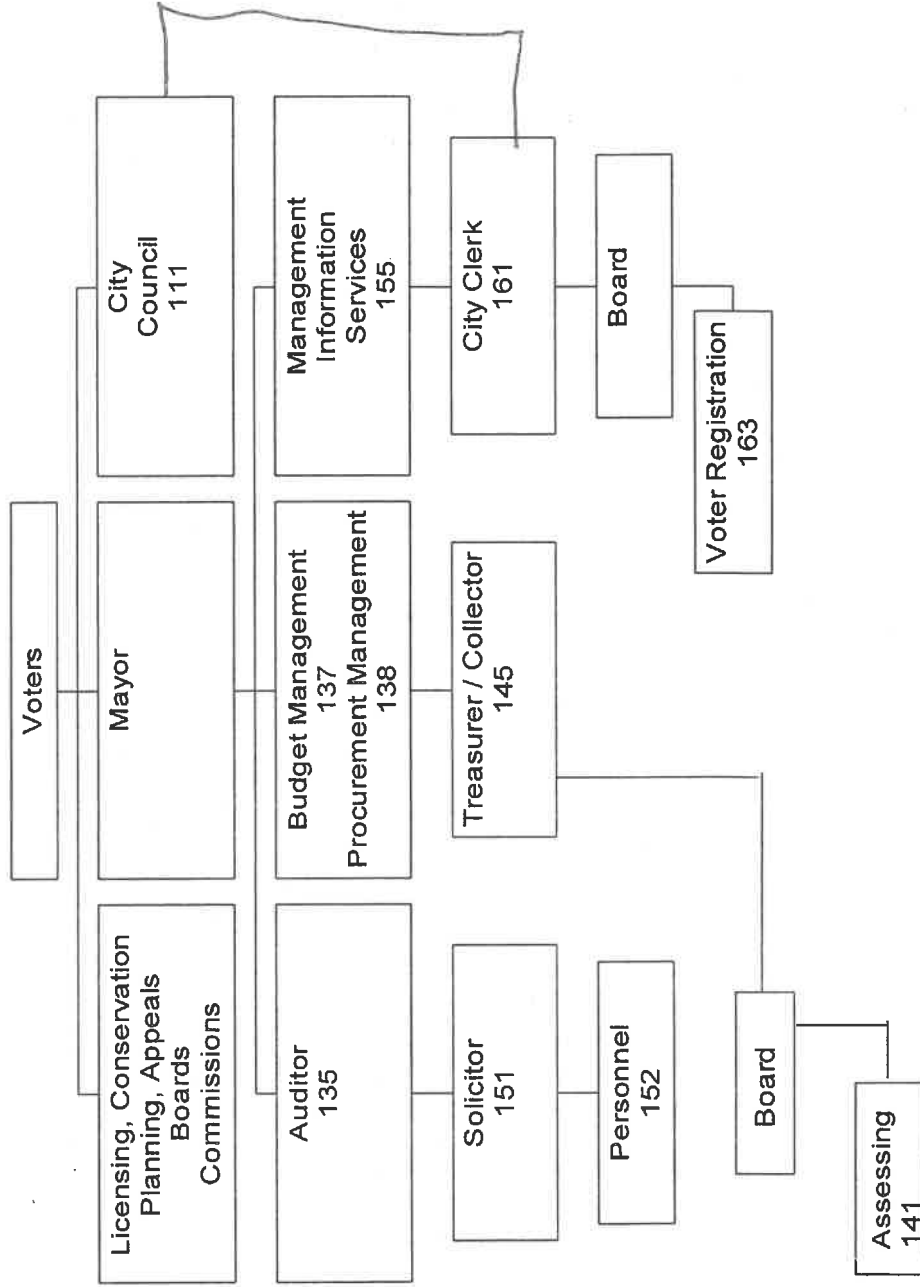 Voters
Licensing, Conservation
Planning, Appeals
Boards
Commissions
Mayor
City
Council
111
Auditor
135
Budget Management
137
Procurement Management
138
Management
Information
Services
155
Solicitor
151
Treasurer / Collector
145
City Clerk
161
Personnel
152
Board
Voter Registration
163
Board
Assessing
141